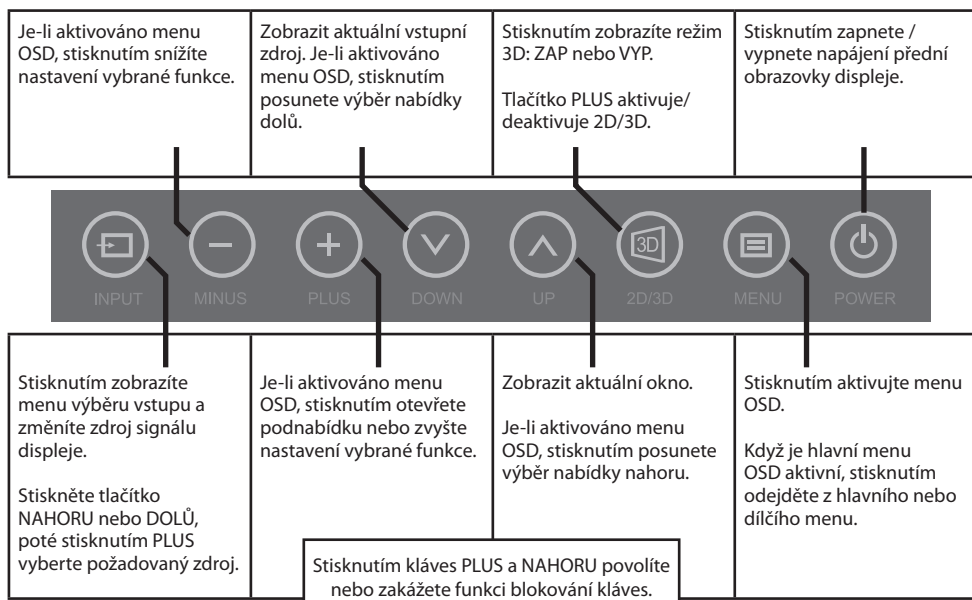 Je-li aktivováno menu
OSD, stisknutím snížíte
nastavení vybrané funkce.
Zobrazit aktuální vstupní
zdroj. Je-li aktivováno
menu OSD, stisknutím
posunete výběr nabídky
dolů.
Stisknutím zobrazíte režim
3D: ZAP nebo VYP.
Tlačítko PLUS aktivuje/
deaktivuje 2D/3D.
Stisknutím zapnete /
vypnete napájení přední
obrazovky displeje.
3D
INPUT
MINUS
PLUS
DOWN
UP
2D/3D
MENU
POWER
Stisknutím zobrazíte
menu výběru vstupu a
změníte zdroj signálu
displeje.
Stiskněte tlačítko
NAHORU nebo DOLŮ,
poté stisknutím PLUS
vyberte požadovaný zdroj.
Je-li aktivováno menu
OSD, stisknutím otevřete
podnabídku nebo zvyšte
nastavení vybrané funkce.
Zobrazit aktuální okno.
Je-li aktivováno menu
OSD, stisknutím posunete
výběr nabídky nahoru.
Stisknutím aktivujte menu
OSD.
Když je hlavní menu
OSD aktivní, stisknutím
odejděte z hlavního nebo
dílčího menu.
Stisknutím kláves PLUS a NAHORU povolíte
nebo zakážete funkci blokování kláves.